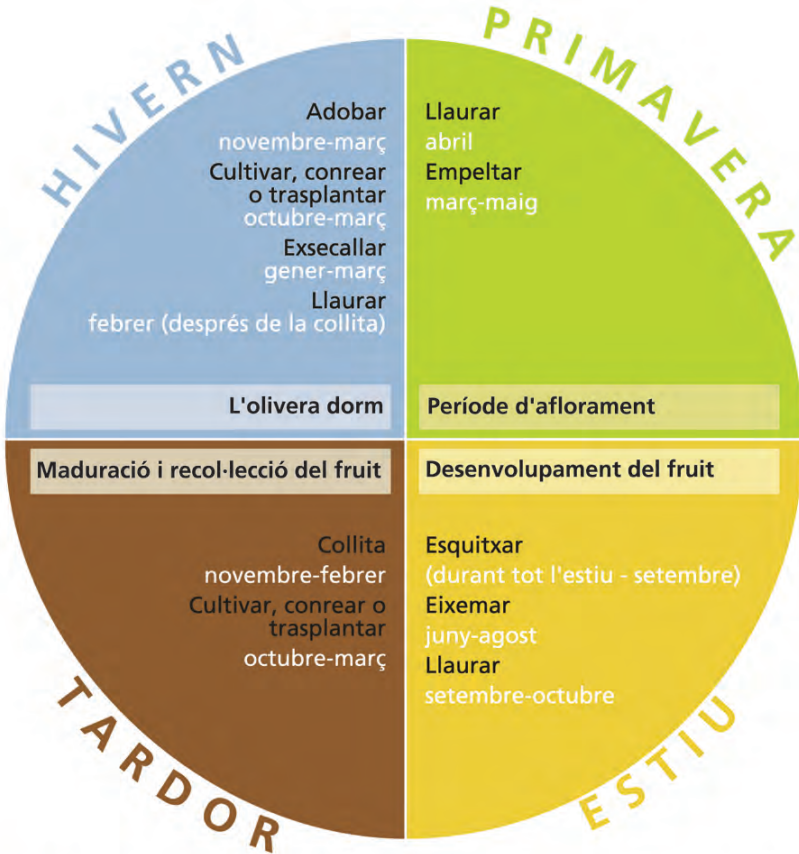 HIVERN
Adobar
novembre-març
Cultivar, conrear
o trasplantar
octubre-març
Exsecallar
gener-març
Llaurar
febrer (després de la collita)
L'olivera dorm
PRIMAVERA
Llaurar
abril
Empeltar
març-maig
Període d'aflorament
Maduració i recol·lecció del fruit
Collita
novembre-febrer
Cultivar, conrear o
trasplantar
octubre-març
TARDOR
Desenvolupament del fruit
Esquitxar
(durant tot l'estiu - setembre)
Eixemar
juny-agost
Llaurar
setembre-octubre
ESTIU